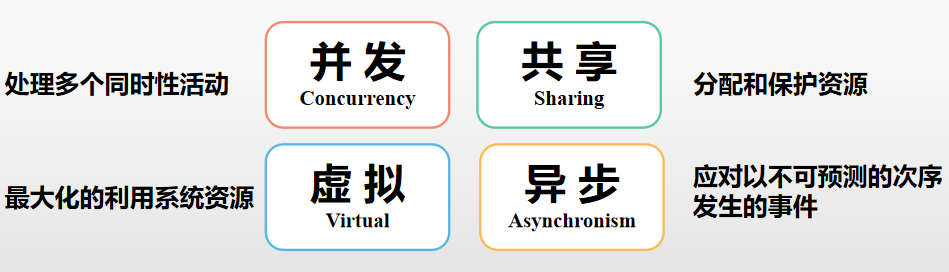 处理多个同时性活动
并发
Concurrency
共享
Sharing
分配和保护资源
最大化的利用系统资源
虚拟
Virtual
异步
Asynchronism
应对以不可预测的次序
发生的事件